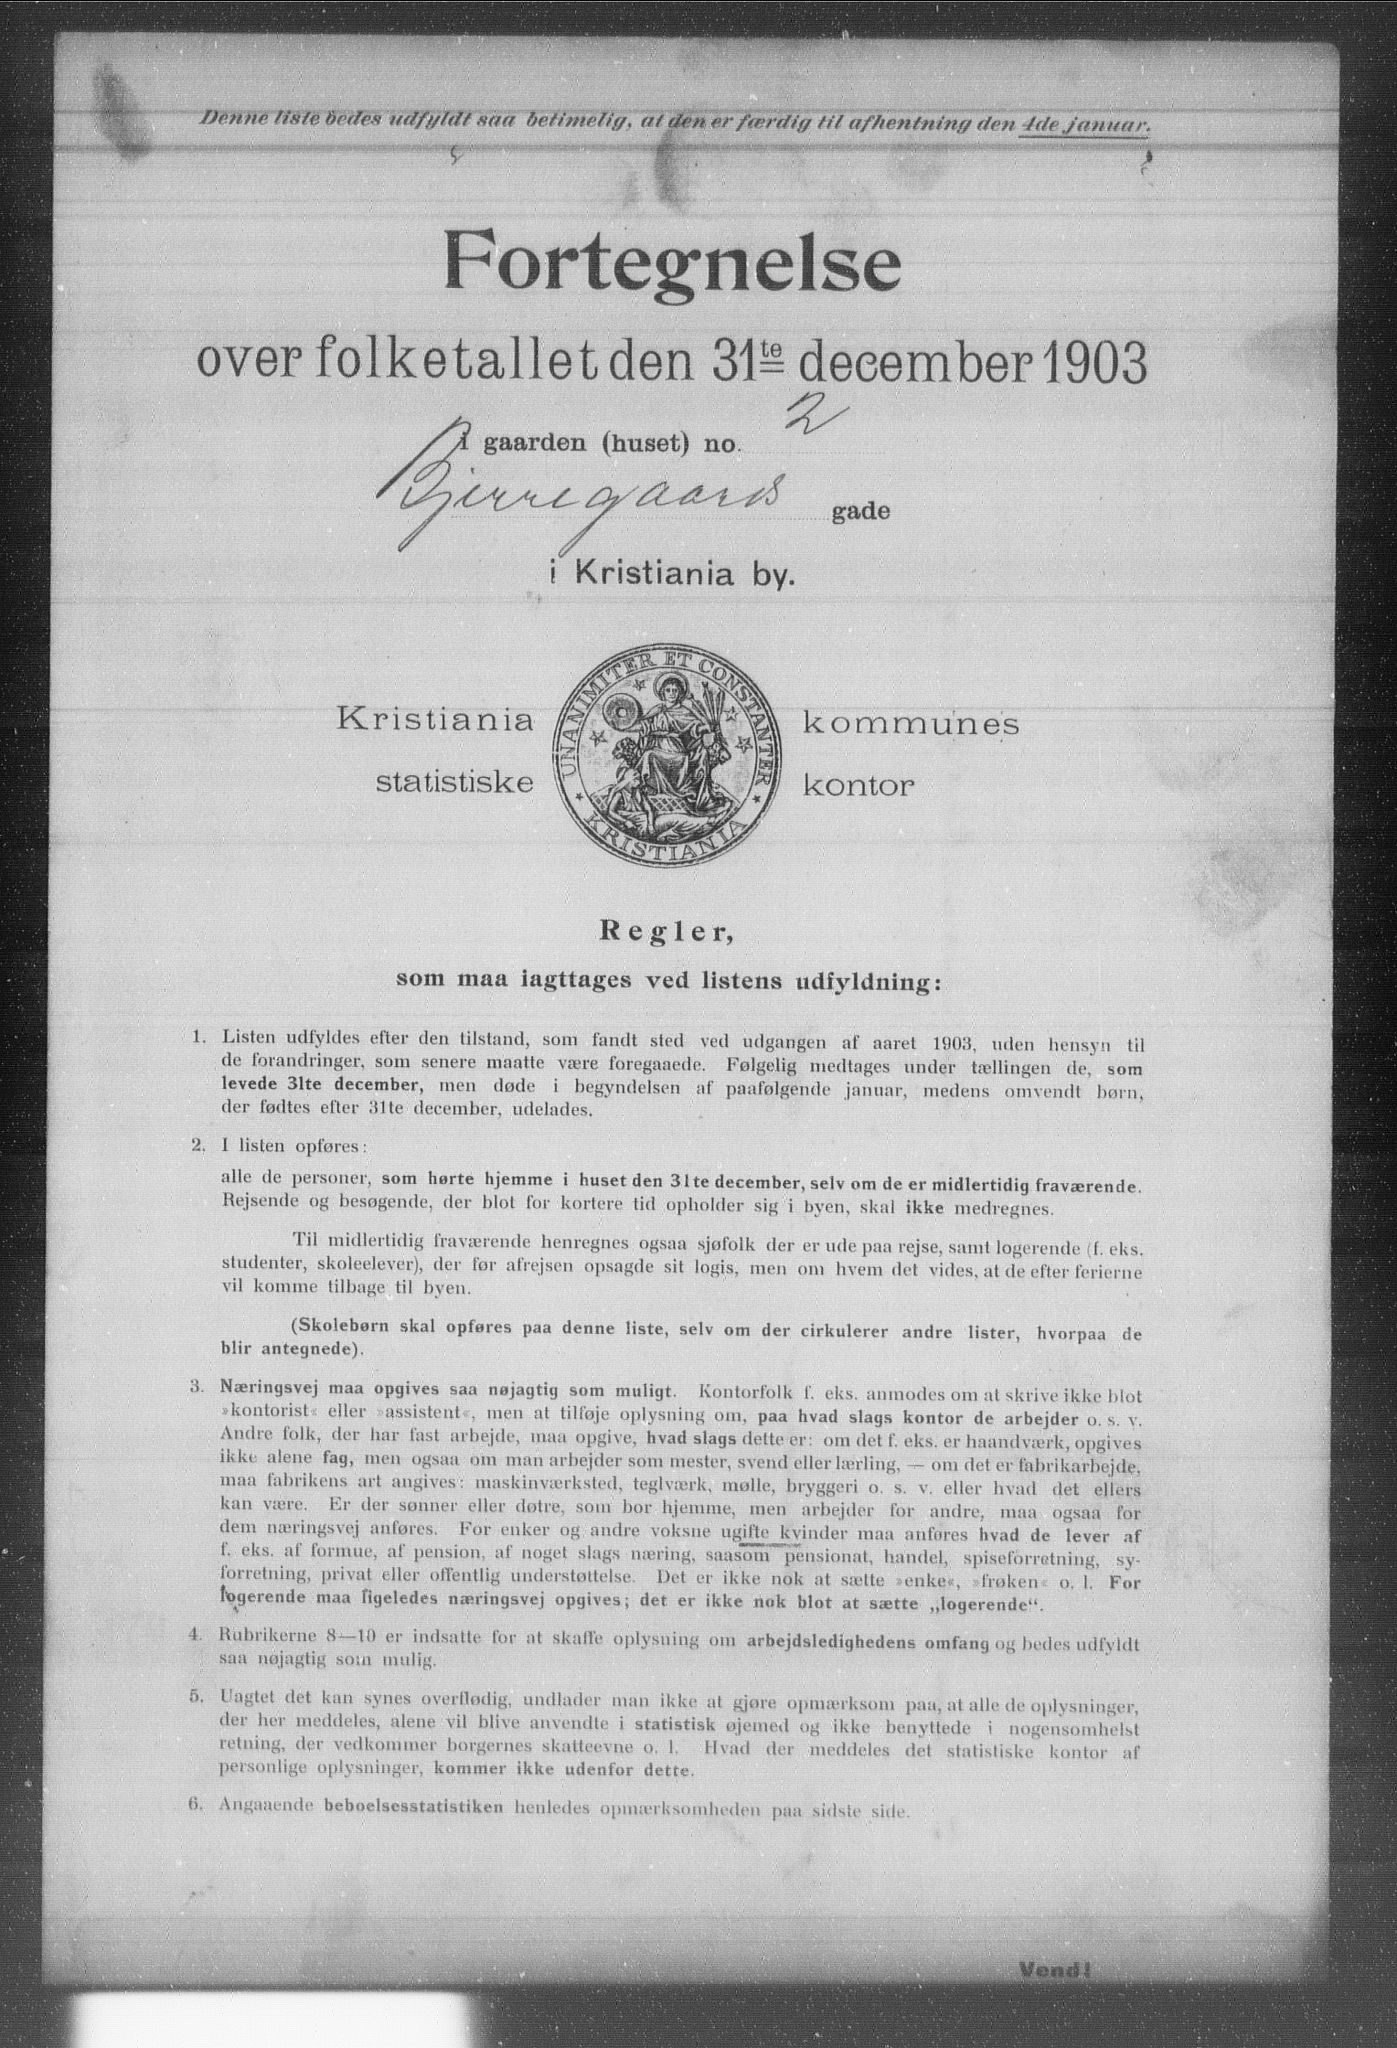 Denne liste bedes udfyldt saa betimelig, at den er færdig til afhentning den 4de januar.
Fortegnelse
over folketallet den 31te december 1903
i gaarden (huset) no. 2
Bjerregaards gade
i Kristiania by.
Kristiania kommunes
statistiske kontor
UNANIMITER ET CONSTANTER
KRISTIANIA
Regler,
som maa iagttages ved listens udfyldning:
1. Listen udfyldes efter den tilstand, som fandt sted ved udgangen af aaret 1903, uden hensyn til
de forandringer, som senere maatte være foregaaede. Følgelig medtages under tællingen de, som
levede 31te december, men døde i begyndelsen af paafølgende januar, medens omvendt børn,
der fødtes efter 31te december, udelades.
2. I listen opføres:
alle de personer, som hørte hjemme i huset den 31te december, selv om de er midlertidig fraværende.
Rejsende og besøgende, der blot for kortere tid opholder sig i byen, skal ikke medregnes.
Til midlertidig fraværende henregnes ogsaa sjøfolk der er ude paa rejse, samt logerende (f. eks.
studenter, skoleelever), der før afrejsen opsagde sit logis, men om hvem det vides, at de efter ferierne
vil komme tilbage til byen.
(Skolebørn skal opføres paa denne liste, selv om der cirkulerer andre lister, hvorpaa de
blir antegnede).
3. Næringsvej maa opgives saa nøjagtig som muligt. Kontorfolk f. eks. anmodes om at skrive ikke blot
»kontorist« eller »assistent«, men at tilføje oplysning om, paa hvad slags kontor de arbejder o. s. v.
Andre folk, der har fast arbejde, maa opgive, hvad slags dette er: om det f. eks. er haandværk, opgives
ikke alene fag, men ogsaa om man arbejder som mester, svend eller lærling, — om det er fabrikarbejde,
maa fabrikens art angives: maskinværksted, teglværk, mølle, bryggeri o. s. v. eller hvad det ellers
kan være. Er der sønner eller døtre, som bor hjemme, men arbejder for andre, maa ogsaa for
dem næringsvej anføres. For enker og andre voksne ugifte kvinder maa anføres hvad de lever af
f. eks. af formue, af pension, af noget slags næring, saasom pensionat, handel, spiseforretning, sy-
forretning, privat eller offentlig understøttelse. Det er ikke nok at sætte »enke«, »frøken« o. l. For
logerende maa ligeledes næringsvej opgives; det er ikke nok blot at sætte „logerende“.
4. Rubrikerne 8—10 er indsatte for at skaffe oplysning om arbejdsledighedens omfang og bedes udfyldt
saa nøjagtig som mulig.
5. Uagtet det kan synes overflødig, undlader man ikke at gjøre opmærksom paa, at alle de oplysninger,
der her meddeles, alene vil blive anvendte i statistisk øjemed og ikke benyttede i nogensomhelst
retning, der vedkommer borgernes skatteevne o. l. Hvad der meddeles det statistiske kontor af
personlige oplysninger, kommer ikke udenfor dette.
6. Angaaende beboelsesstatistiken henledes opmærksomheden paa sidste side.
Vend!